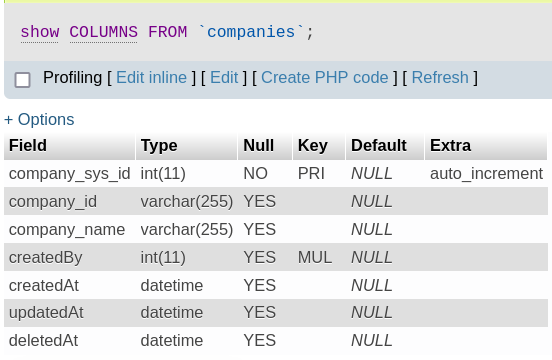 show COLUMNS FROM `companies`;
Profiling [ Edit inline ] [ Edit ] [ Create PHP code ] [ Refresh ]
+ Options
Field Type Null Key Default Extra
company_sys_id int(11) NO PRI NULL auto_increment
company_id varchar(255) YES NULL
company_name varchar(255) YES NULL
createdBy int(11) YES MUL NULL
createdAt datetime YES NULL
updatedAt datetime YES NULL
deletedAt datetime YES NULL